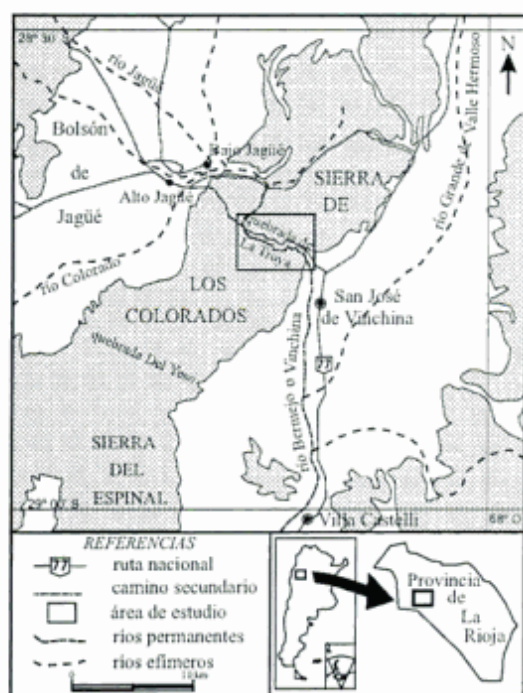 28° 30'
N
río Jagüé
Bolsón
de
Jagüé
Bajo Jagüé
Alto Jagüé
SIERRA
DE
río Grande de Valle Hermoso
quebrada de
La Troya
río Colorado
LOS
COLORADOS
San José
de Vinchina
quebrada Del Yeso
río Bermejo o Vinchina
77
SIERRA
DEL
ESPINAL
29° 00' S
Villa Castelli
68° O
REFERENCIAS
77
ruta nacional
camino secundario
área de estudio
ríos permanentes
ríos efímeros
0
10 km
Provincia
de
La
Rioja